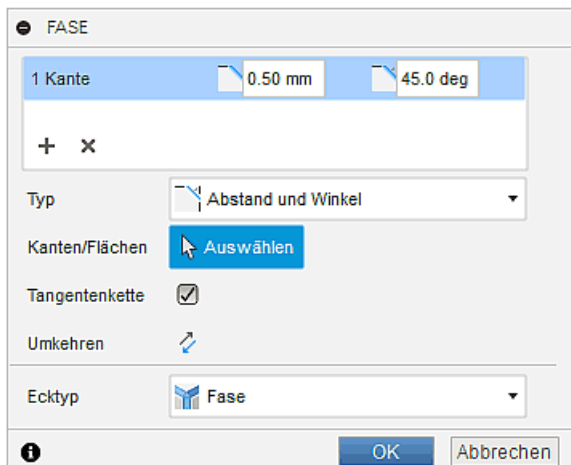 FASE
1 Kante 0.50 mm 45.0 deg
Typ Abstand und Winkel
Kanten/Flächen Auswählen
Tangentenkette
Umkehren
Ecktyp Fase
OK Abbrechen